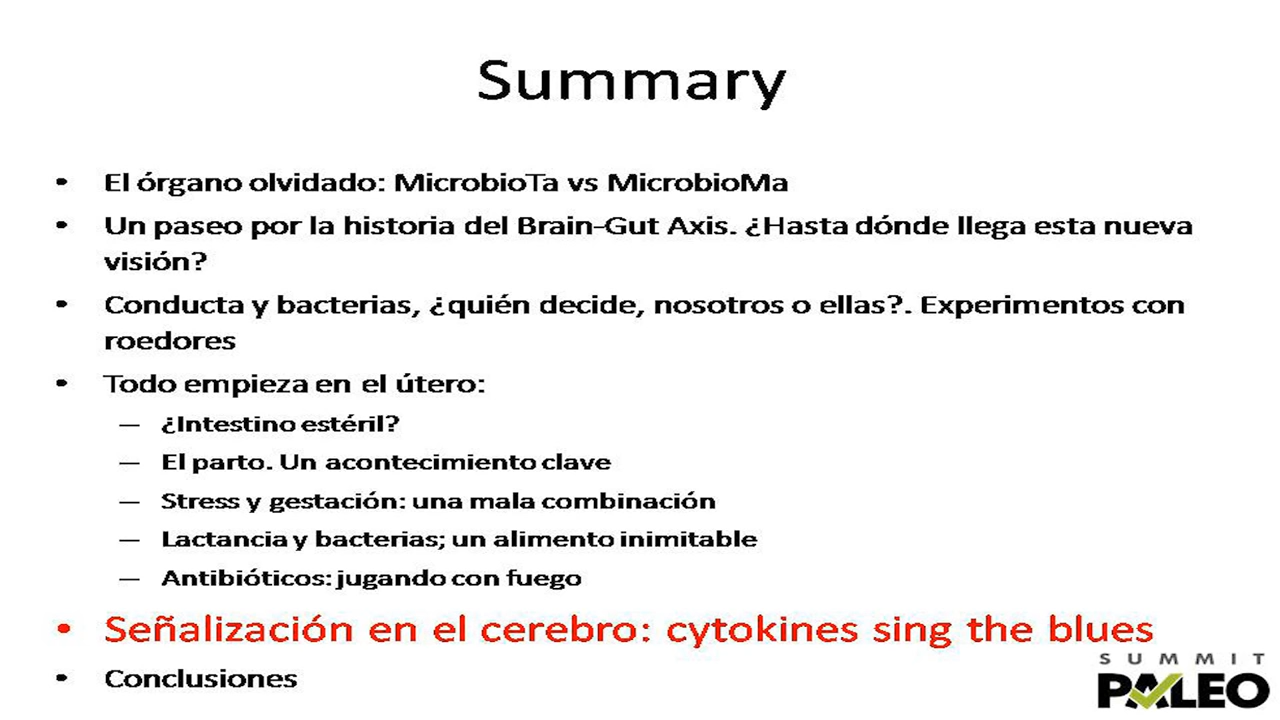 Summary
• El órgano olvidado: MicrobioTa vs MicrobioMa
• Un paseo por la historia del Brain-Gut Axis. ¿Hasta dónde llega esta nueva
visión?
• Conducta y bacterias, ¿quién decide, nosotros o ellas?. Experimentos con
roedores
• Todo empieza en el útero:
— ¿Intestino estéril?
— El parto. Un acontecimiento clave
— Stress y gestación: una mala combinación
— Lactancia y bacterias; un alimento inimitable
— Antibióticos: jugando con fuego
• Señalización en el cerebro: cytokines sing the blues
• Conclusiones
SUMMIT
PALEO